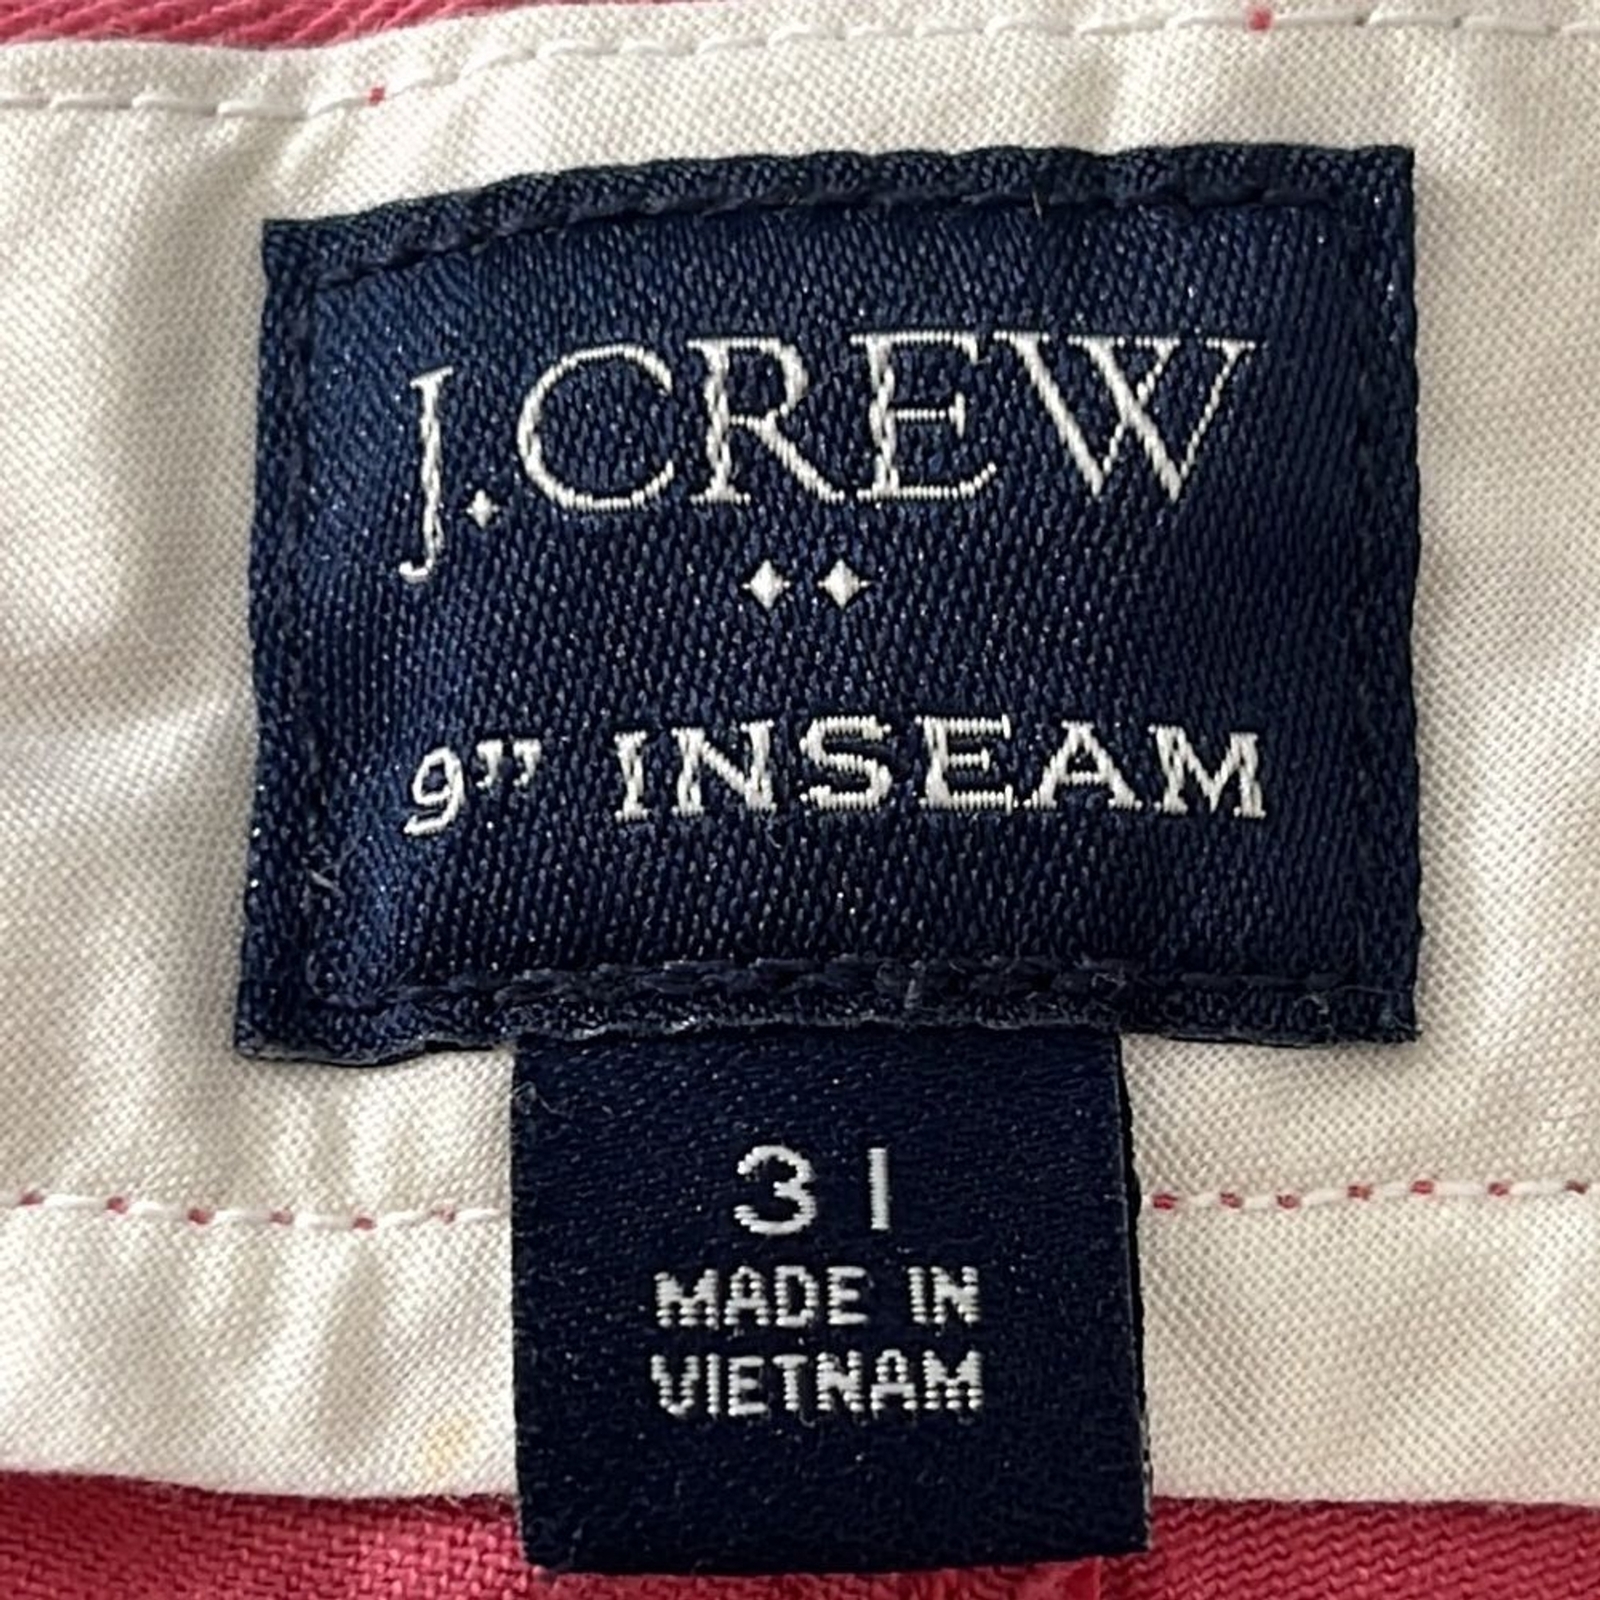 J.CREW
9” INSEAM
31
MADE IN
VIETNAM